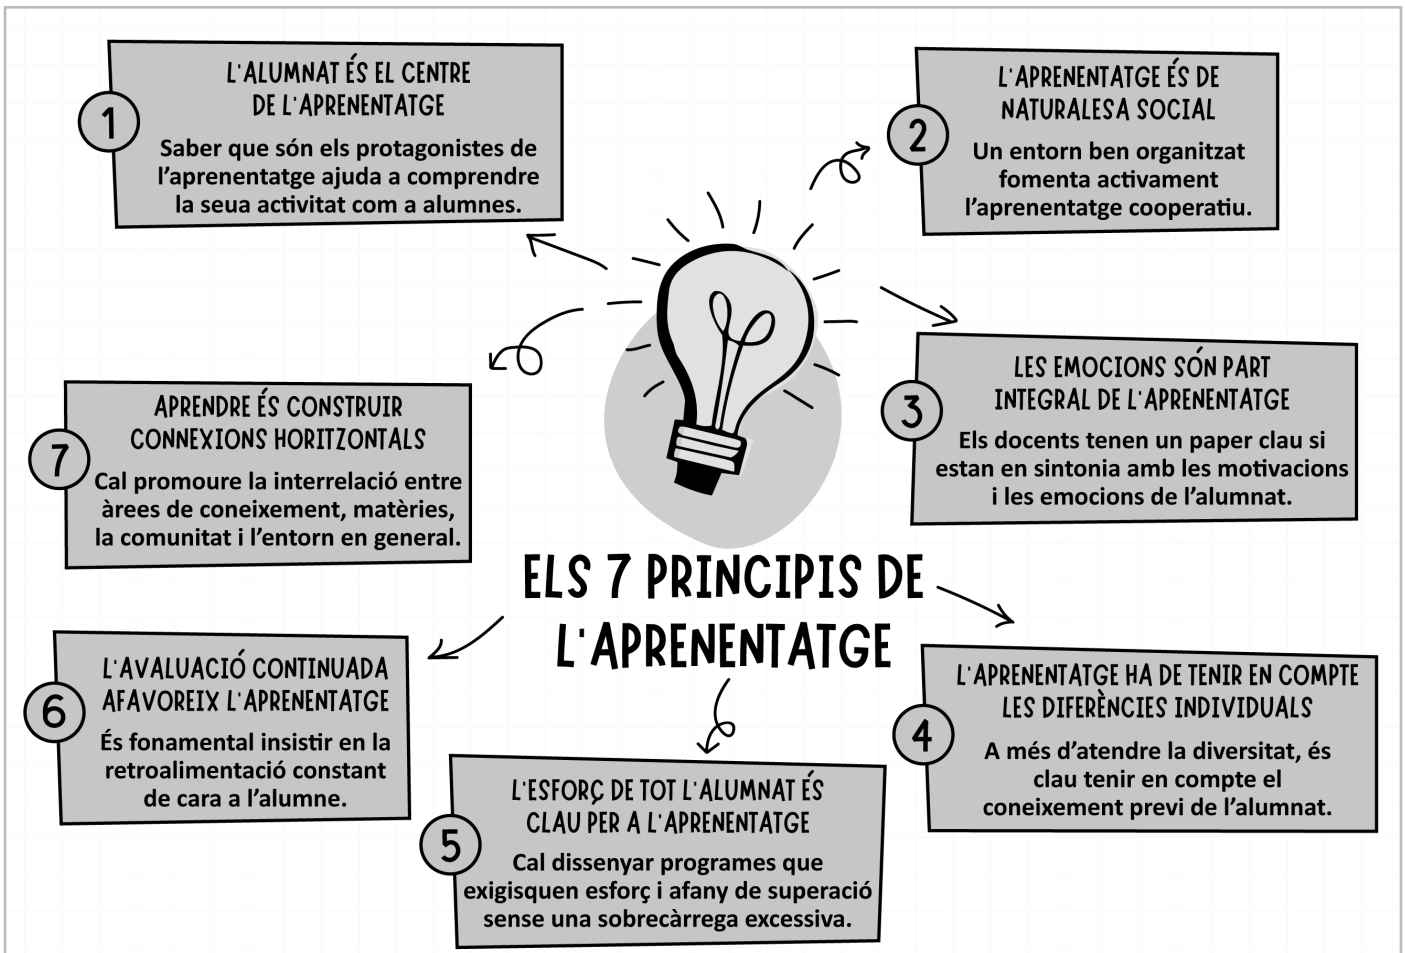 1
L'ALUMNAT ÉS EL CENTRE
DE L'APRENENTATGE
Saber que són els protagonistes de
l'aprenentatge ajuda a comprendre
la seua activitat com a alumnes.
2
L'APRENENTATGE ÉS DE
NATURALESA SOCIAL
Un entorn ben organitzat
fomenta activament
l'aprenentatge cooperatiu.
3
LES EMOCIONS SÓN PART
INTEGRAL DE L'APRENENTATGE
Els docents tenen un paper clau si
estan en sintonia amb les motivacions
i les emocions de l'alumnat.
7
APRENDRE ÉS CONSTRUIR
CONNEXIONS HORITZONTALS
Cal promoure la interrelació entre
àrees de coneixement, matèries,
la comunitat i l'entorn en general.
ELS 7 PRINCIPIS DE
L'APRENENTATGE
4
L'APRENENTATGE HA DE TENIR EN COMPTE
LES DIFERÈNCIES INDIVIDUALS
A més d'atendre la diversitat, és
clau tenir en compte el
coneixement previ de l'alumnat.
6
L'AVALUACIÓ CONTINUADA
AFAVOREIX L'APRENENTATGE
És fonamental insistir en la
retroalimentació constant
de cara a l'alumne.
5
L'ESFORÇ DE TOT L'ALUMNAT ÉS
CLAU PER A L'APRENENTATGE
Cal dissenyar programes que
exigisquen esforç i afany de superació
sense una sobrecàrrega excessiva.